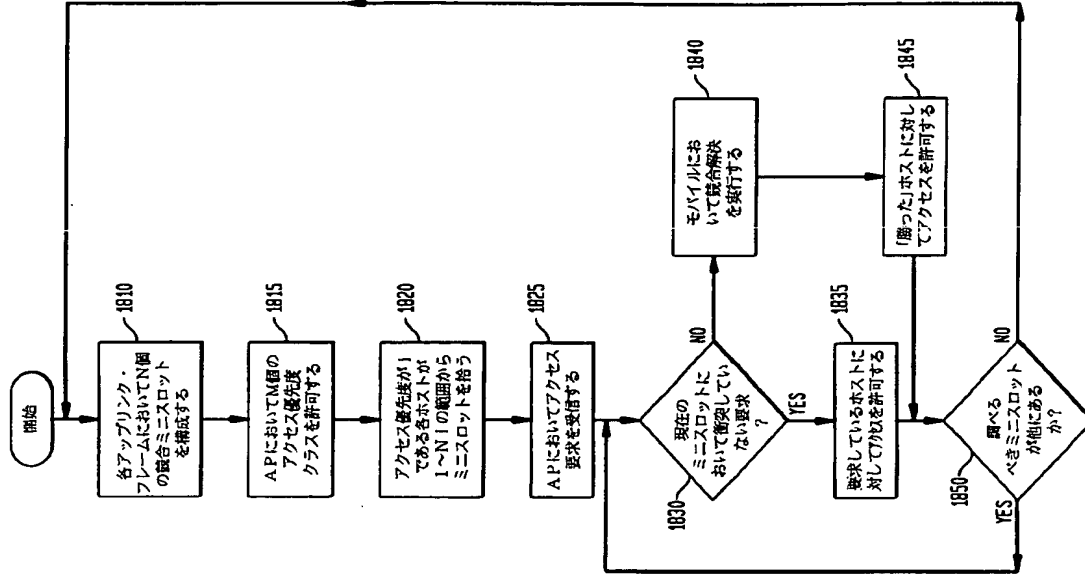 開始
1810
各アップリンク・
フレームにおいてN個
の競合ミニスロット
を構成する
1815
APにおいてM個の
アクセス優先度
クラスを許可する
1820
アクセス優先度がi
である各ホストが
1~Niの範囲から
ミニスロットを拾う
1825
APにおいてアクセス
要求を受信する
1830
現在の
ミニスロットに
おいて衝突してい
ない要求
?
NO
YES
1840
モバイルにお
いて競合解決
を実行する
1835
要求しているホストに
対してアクセスを許可する
1845
「勝った」ホストに対し
てアクセスを許可する
1850
調べる
べきミニスロット
が他にある
か?
YES
NO